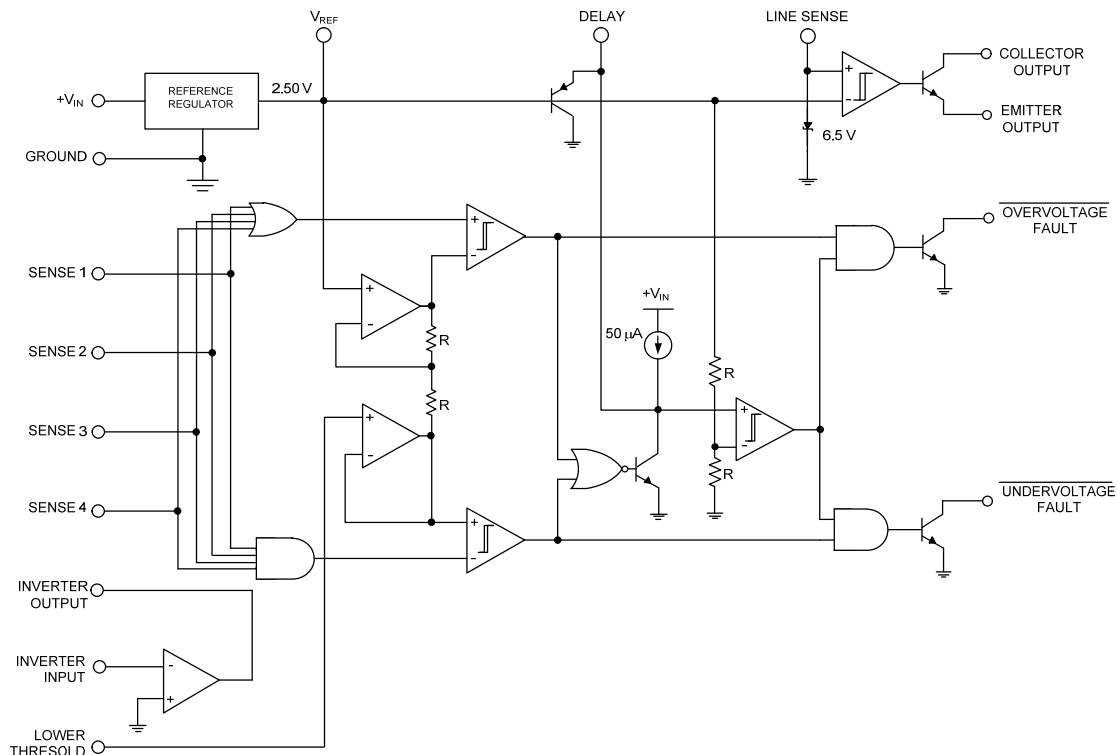 V_REF
DELAY
LINE SENSE
COLLECTOR
OUTPUT
+V_IN
REFERENCE
REGULATOR
2.50 V
+
-
EMITTER
OUTPUT
6.5 V
GROUND
OVERVOLTAGE
FAULT
+
-
SENSE 1
+
-
+V_IN
50 µA
R
SENSE 2
R
R
+
-
SENSE 3
+
-
R
SENSE 4
UNDERVOLTAGE
FAULT
+
-
INVERTER
OUTPUT
INVERTER
INPUT
-
+
LOWER
THRESOLD